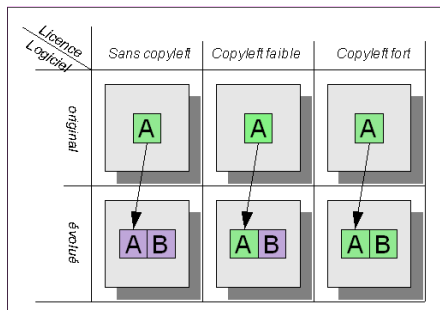 Licence
Logiciel
Sans copyleft
Copyleft faible
Copyleft fort
original
A
A
A
évolué
A B
A B
A B